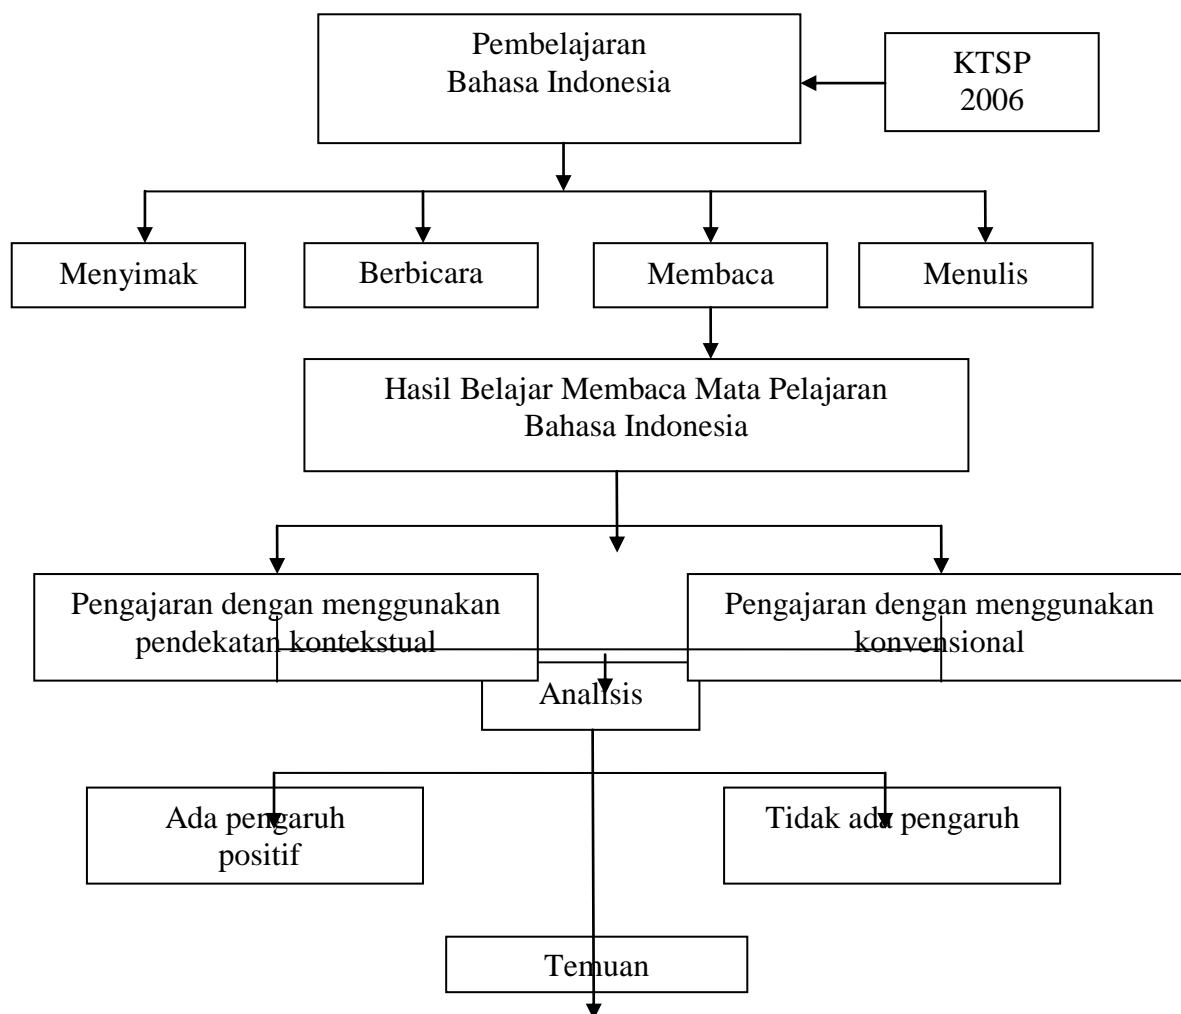 Pembelajaran
Bahasa Indonesia
KTSP
2006
Menyimak
Berbicara
Membaca
Menulis
Hasil Belajar Membaca Mata Pelajaran
Bahasa Indonesia
Pengajaran dengan menggunakan
pendekatan kontekstual
Pengajaran dengan menggunakan
konvensional
Analisis
Ada pengaruh
positif
Tidak ada pengaruh
Temuan